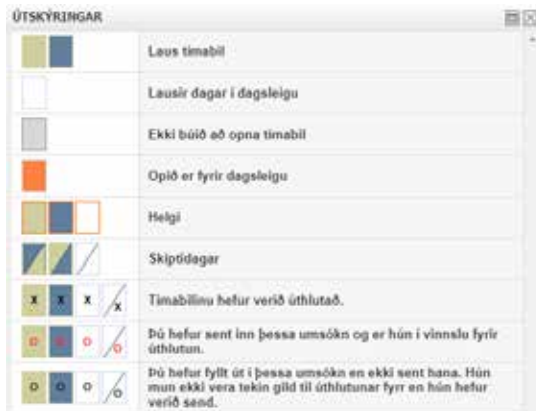 ÚTSKÝRINGAR
Laus tímabil
Lausir dagar í dagsleigu
Ekki búið að opna tímabil
Opið er fyrir dagsleigu
Helgi
Skiptidagar
X X X X
Tímabilinu hefur verið úthlutað.
O O O O
Þú hefur sent inn þessa umsókn og er hún í vinnslu fyrir
úthlutun.
O O O O
Þú hefur fyllt út í þessa umsókn en ekki sent hana. Hún
mun ekki vera tekin gild til úthlutunar fyrr en hún hefur
verið send.